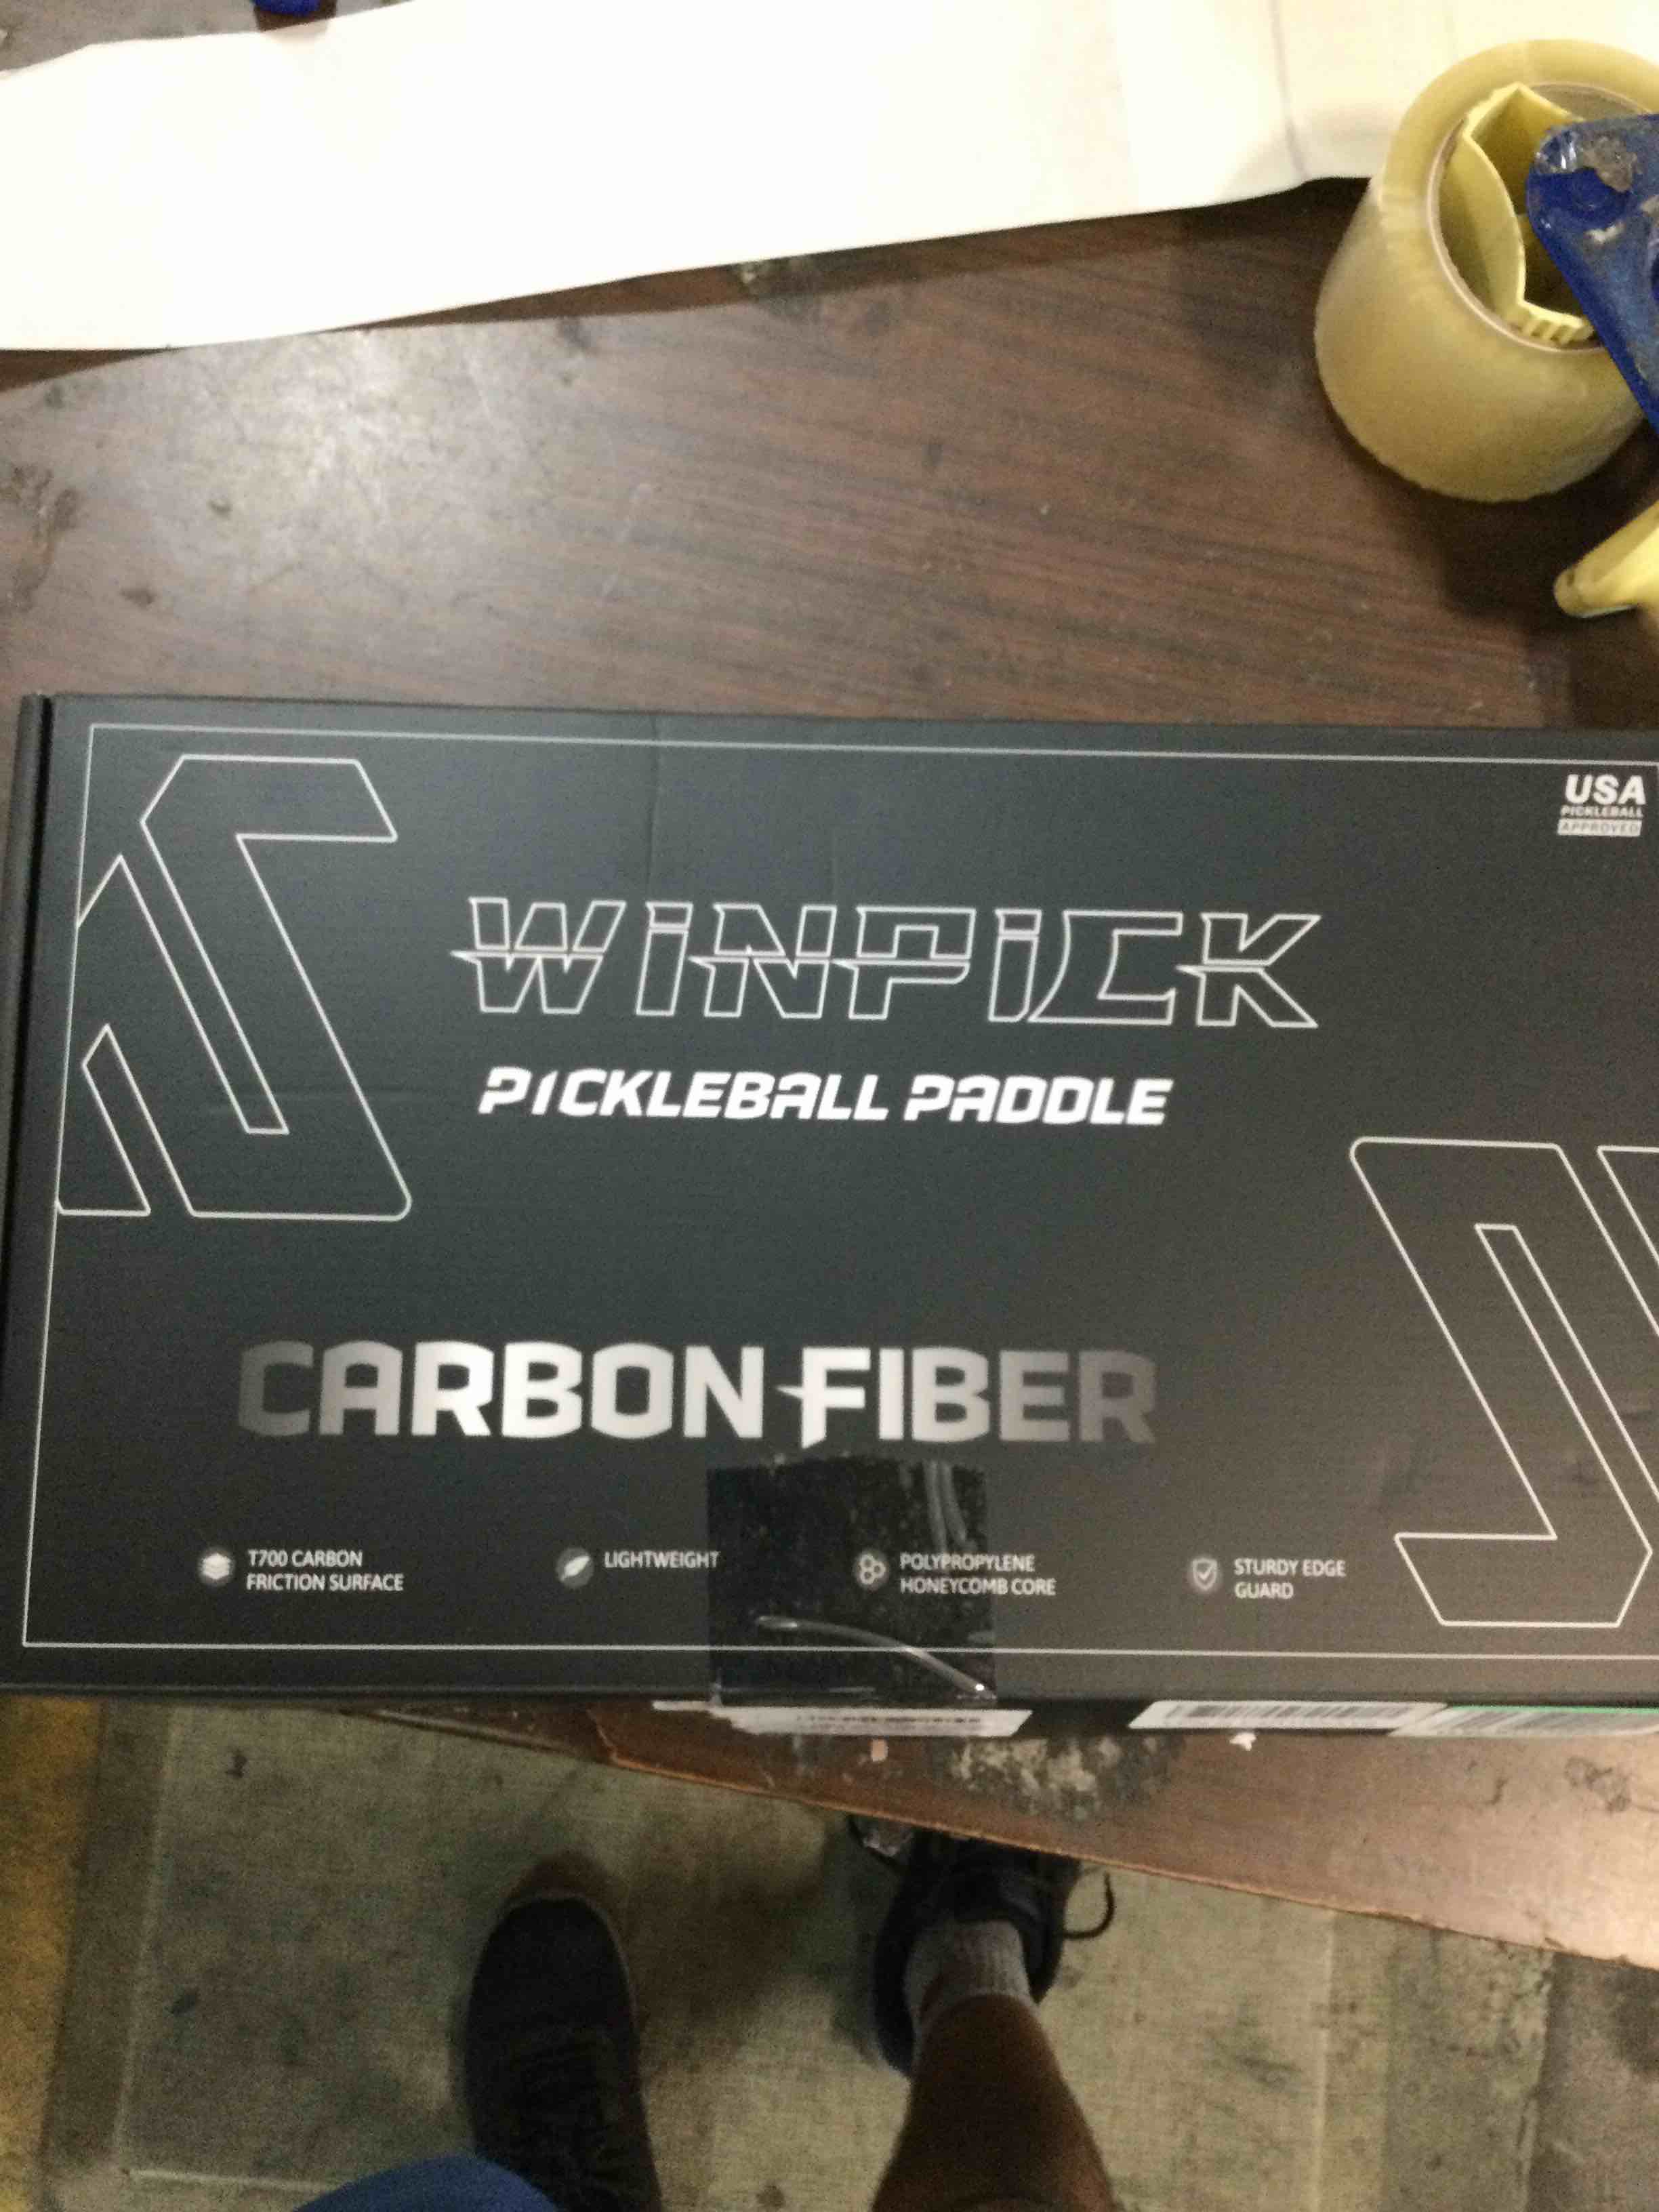 USA
PICKLEBALL
APPROVED
WiNPiCK
PICKLEBALL PADDLE
CARBON FIBER
T700 CARBON
FRICTION SURFACE
LIGHTWEIGHT
POLYPROPYLENE
HONEYCOMB CORE
STURDY EDGE
GUARD